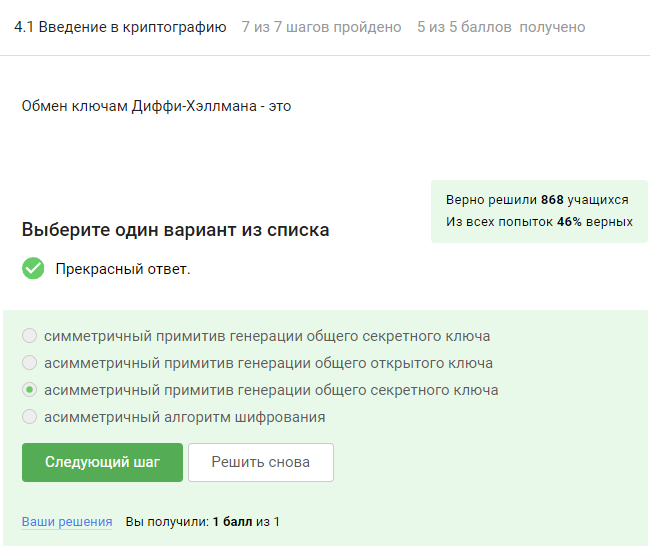 4.1 Введение в криптографию 7 из 7 шагов пройдено 5 из 5 баллов получено
Обмен ключам Диффи-Хэллмана - это
Верно решили 868 учащихся
Из всех попыток 46% верных
Выберите один вариант из списка
Прекрасный ответ.
симметричный примитив генерации общего секретного ключа
асимметричный примитив генерации общего открытого ключа
асимметричный примитив генерации общего секретного ключа
асимметричный алгоритм шифрования
Следующий шаг Решить снова
Ваши решения Вы получили: 1 балл из 1